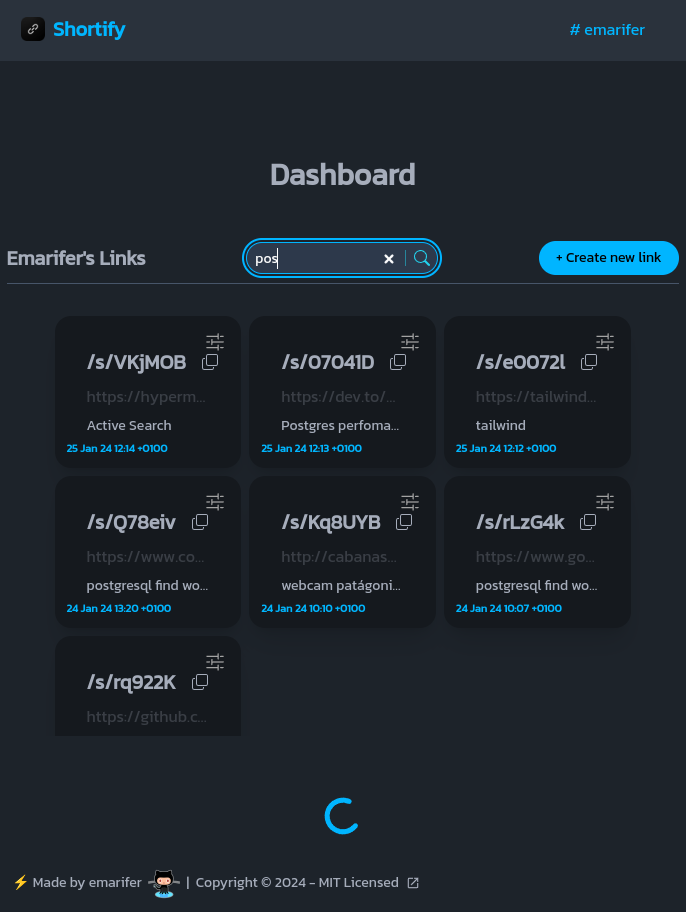 Shortify
# emarifer
Dashboard
Emarifer's Links
pos
+ Create new link
/s/VKjMOB
https://hyperm...
Active Search
25 Jan 24 12:14 +0100
/s/07041D
https://dev.to/...
Postgres perfoma...
25 Jan 24 12:13 +0100
/s/e0072l
https://tailwind...
tailwind
25 Jan 24 12:12 +0100
/s/Q78eiv
https://www.co...
postgresql find wo...
24 Jan 24 13:20 +0100
/s/Kq8UYB
http://cabanas...
webcam patágoni...
24 Jan 24 10:10 +0100
/s/rLzG4k
https://www.go...
postgresql find wo...
24 Jan 24 10:07 +0100
/s/rq922K
https://github.c...
⚡ Made by emarifer | Copyright © 2024 - MIT Licensed